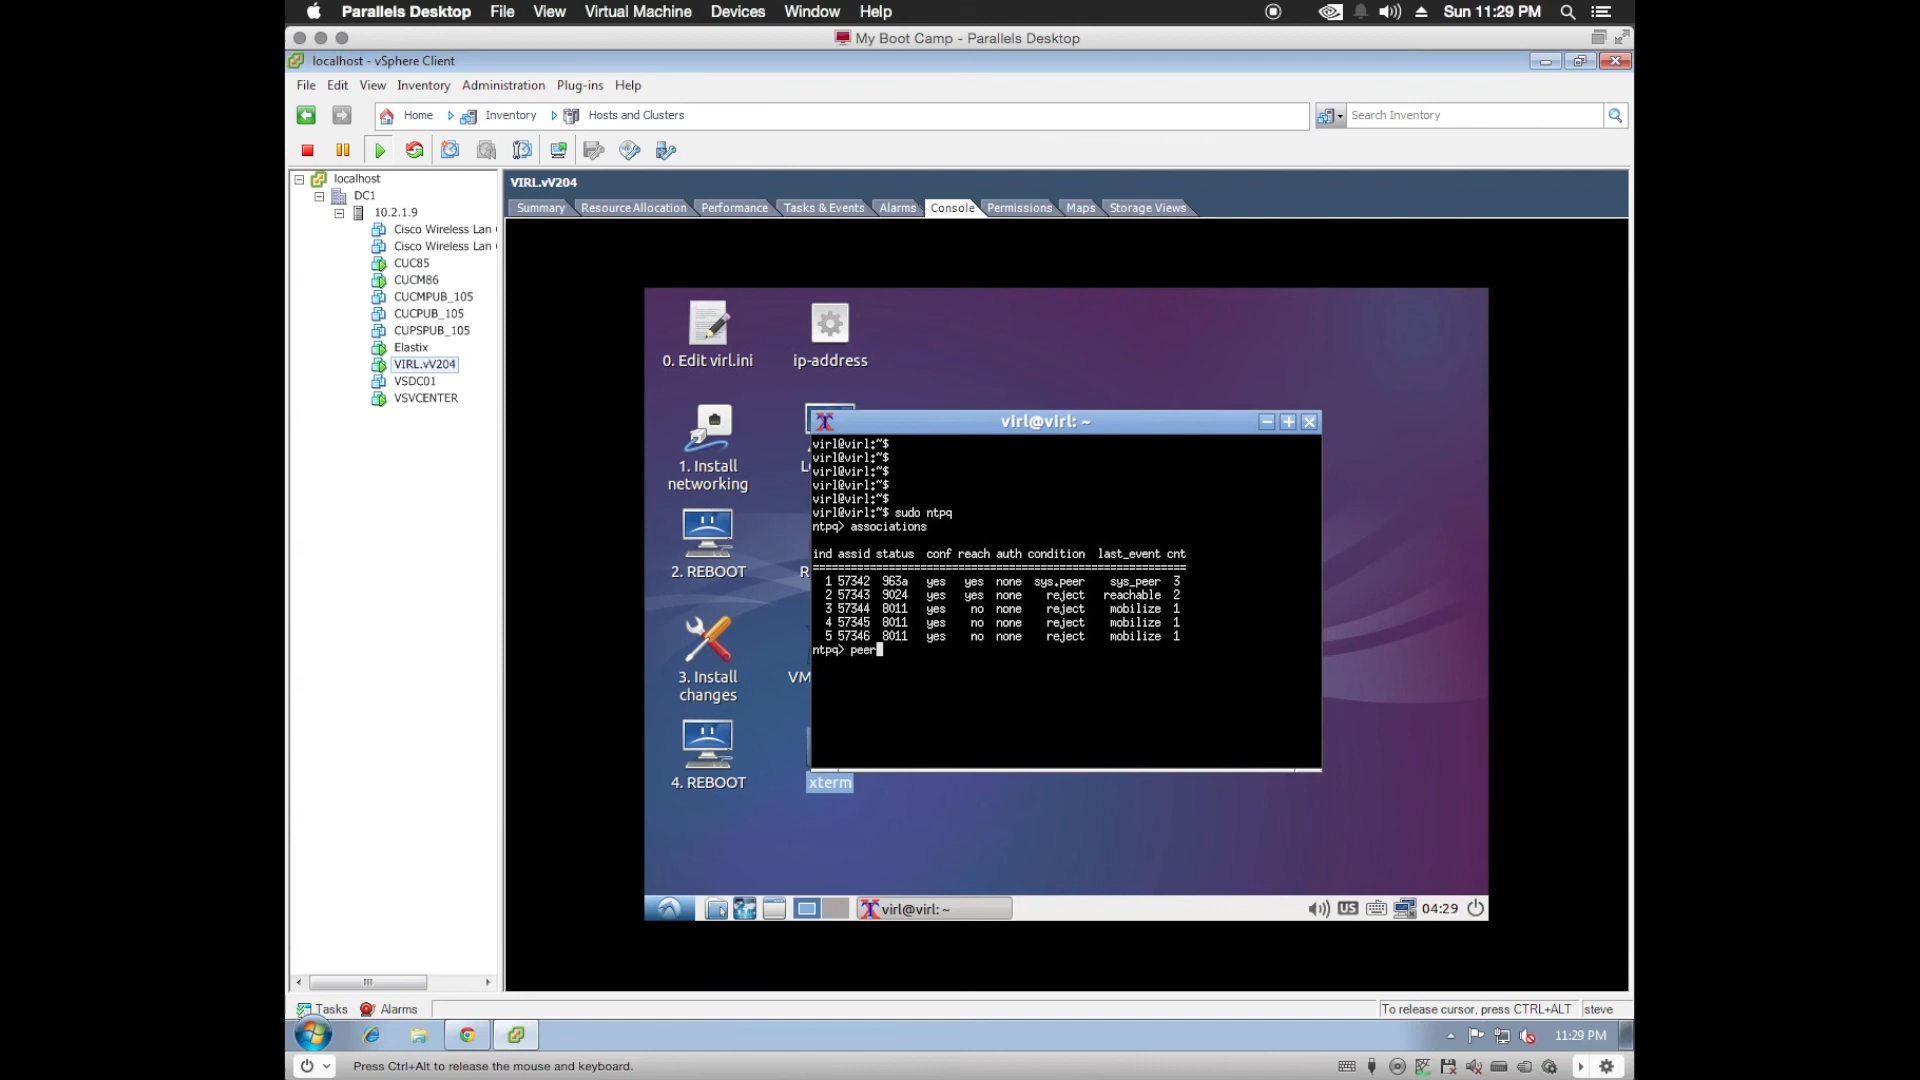 Parallels Desktop File View Virtual Machine Devices Window Help Sun 11:29 PM
My Boot Camp - Parallels Desktop
localhost - vSphere Client
File Edit View Inventory Administration Plug-ins Help
Home Inventory Hosts and Clusters Search Inventory
localhost
DC1
10.2.1.9
Cisco Wireless Lan
Cisco Wireless Lan
CUC85
CUCM86
CUCMPUB_105
CUCPUB_105
CUPSPUB_105
Elastix
VIRL.vV204
VSDC01
VSVCENTER
VIRL.vV204
Summary Resource Allocation Performance Tasks & Events Alarms Console Permissions Maps Storage Views
0. Edit virl.ini
ip-address
1. Install
networking
2. REBOOT
3. Install
changes
VM
4. REBOOT
xterm
virl@virl: ~
virl@virl:~$
virl@virl:~$
virl@virl:~$
virl@virl:~$
virl@virl:~$
virl@virl:~$ sudo ntpq
ntpq> associations
ind assid status conf reach auth condition last_event cnt
===========================================================
1 57342 963a yes yes none sys.peer sys_peer 3
2 57343 9024 yes yes none reject reachable 2
3 57344 8011 yes no none reject mobilize 1
4 57345 8011 yes no none reject mobilize 1
5 57346 8011 yes no none reject mobilize 1
ntpq> peer
virl@virl: ~ US 04:29
Tasks Alarms To release cursor, press CTRL+ALT steve
11:29 PM
Press Ctrl+Alt to release the mouse and keyboard.